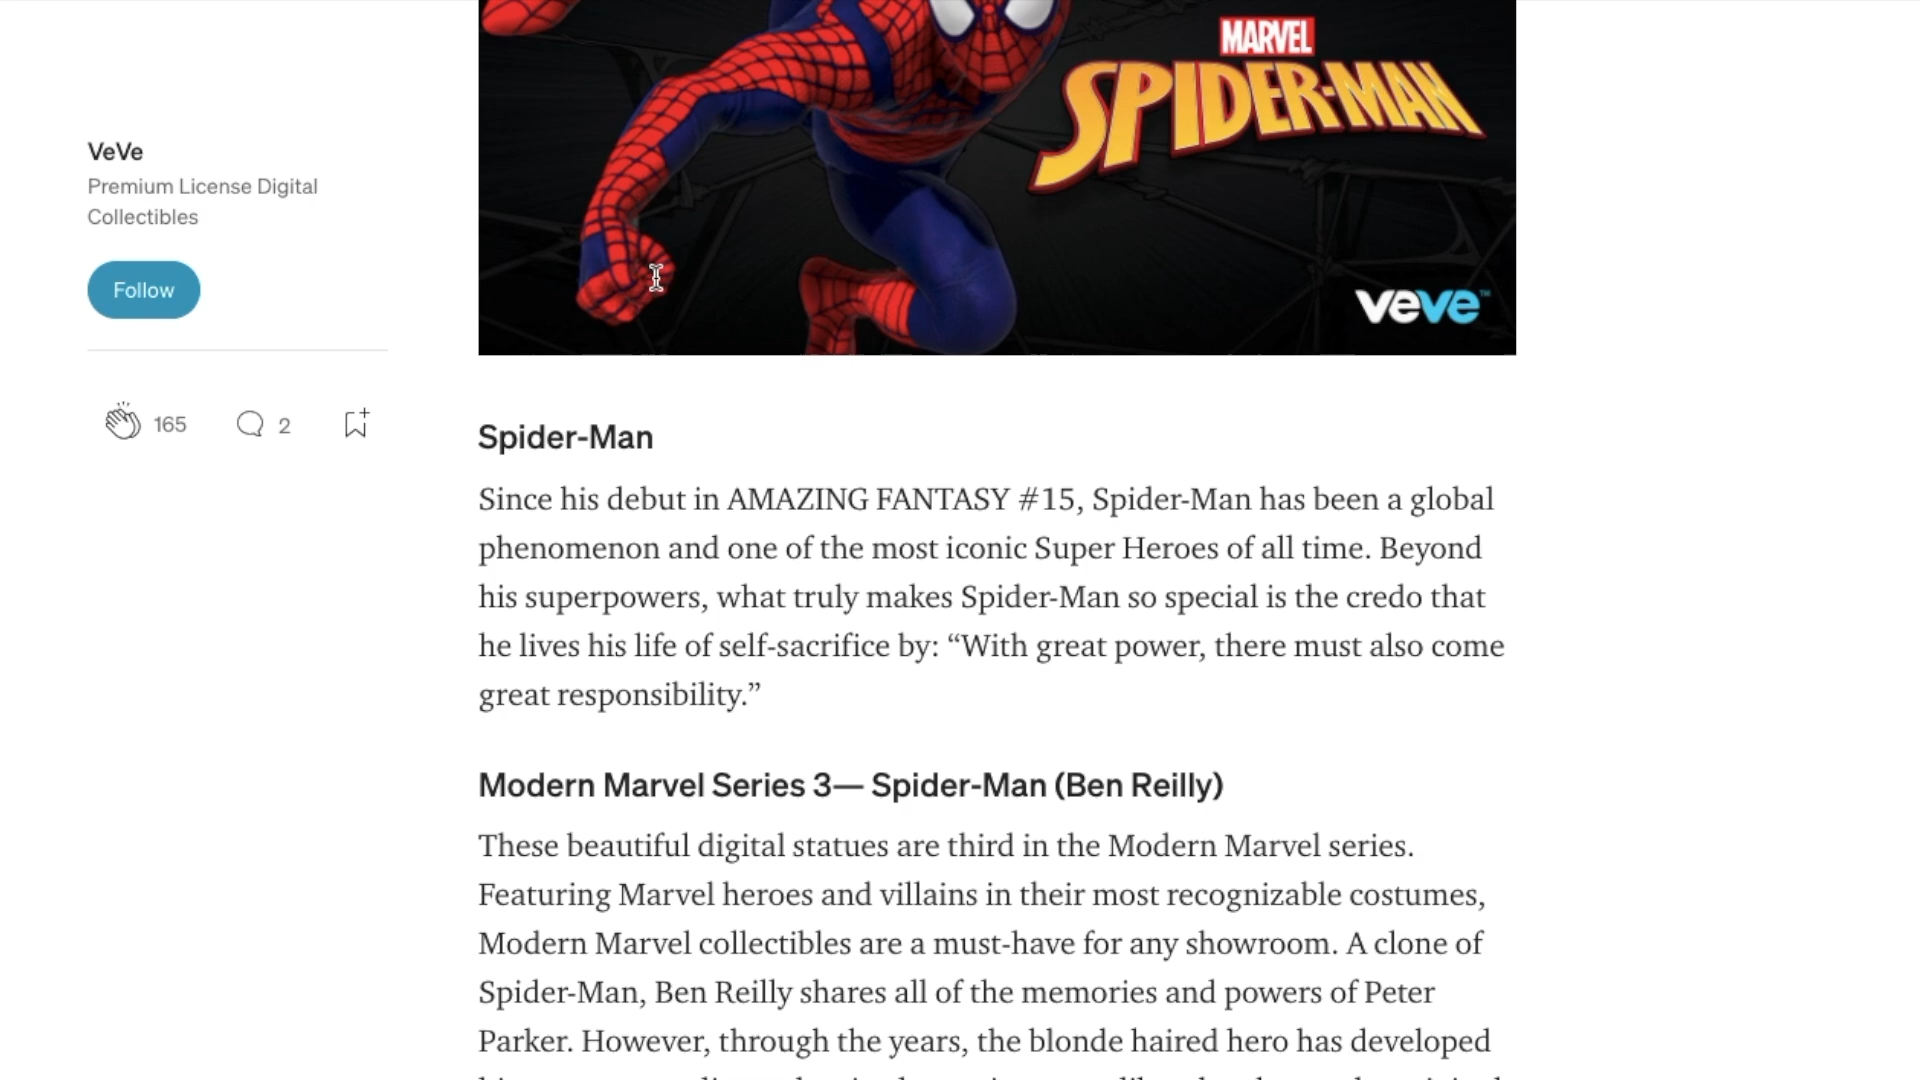 MARVEL
SPIDER-MAN
veve™
VeVe
Premium License Digital
Collectibles
Follow
165
2
Spider-Man
Since his debut in AMAZING FANTASY #15, Spider-Man has been a global
phenomenon and one of the most iconic Super Heroes of all time. Beyond
his superpowers, what truly makes Spider-Man so special is the credo that
he lives his life of self-sacrifice by: “With great power, there must also come
great responsibility.”
Modern Marvel Series 3— Spider-Man (Ben Reilly)
These beautiful digital statues are third in the Modern Marvel series.
Featuring Marvel heroes and villains in their most recognizable costumes,
Modern Marvel collectibles are a must-have for any showroom. A clone of
Spider-Man, Ben Reilly shares all of the memories and powers of Peter
Parker. However, through the years, the blonde haired hero has developed